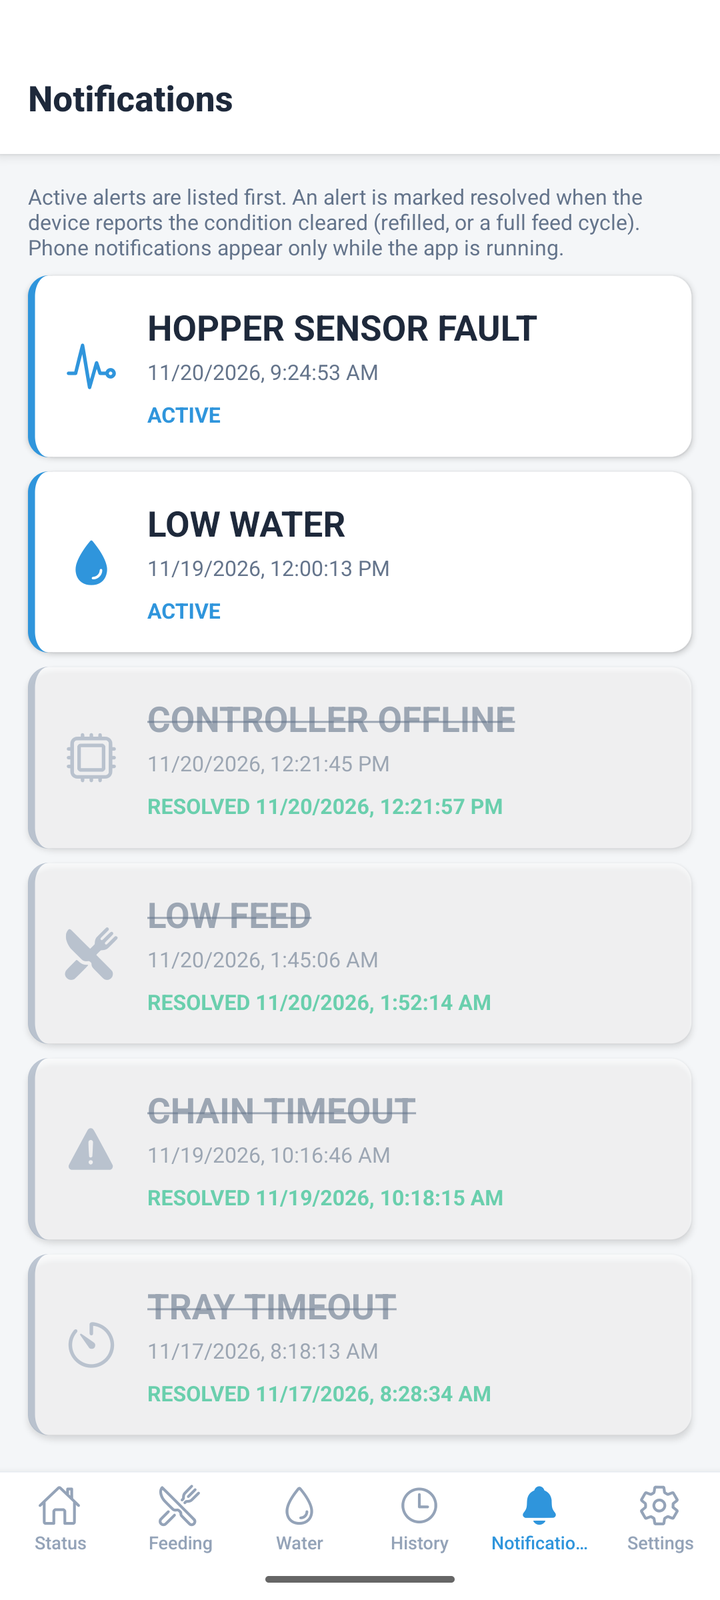 Notifications
Active alerts are listed first. An alert is marked resolved when the
device reports the condition cleared (refilled, or a full feed cycle).
Phone notifications appear only while the app is running.
HOPPER SENSOR FAULT
11/20/2026, 9:24:53 AM
ACTIVE
LOW WATER
11/19/2026, 12:00:13 PM
ACTIVE
CONTROLLER OFFLINE
11/20/2026, 12:21:45 PM
RESOLVED 11/20/2026, 12:21:57 PM
LOW FEED
11/20/2026, 1:45:06 AM
RESOLVED 11/20/2026, 1:52:14 AM
CHAIN TIMEOUT
11/19/2026, 10:16:46 AM
RESOLVED 11/19/2026, 10:18:15 AM
TRAY TIMEOUT
11/17/2026, 8:18:13 AM
RESOLVED 11/17/2026, 8:28:34 AM
Status
Feeding
Water
History
Notificatio...
Settings